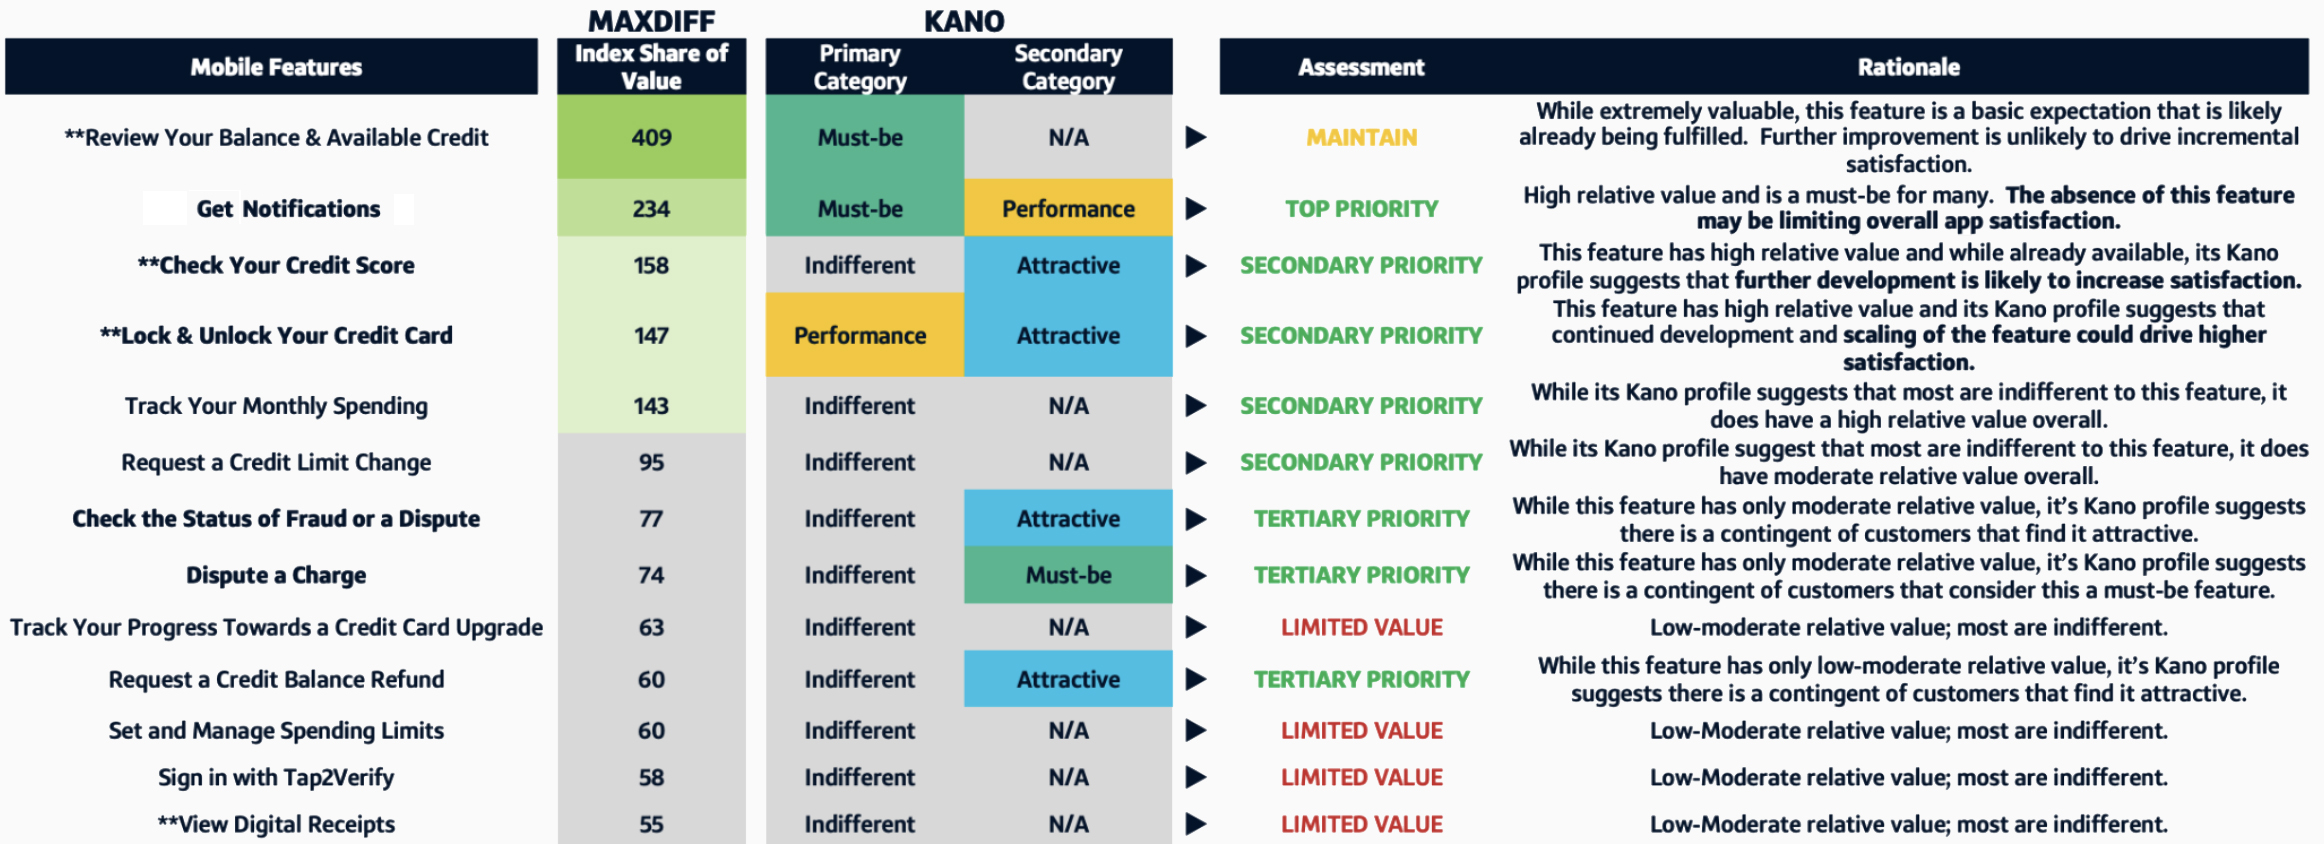 MAXDIFF KANO
Mobile Features Index Share of Value Primary Category Secondary Category Assessment Rationale
**Review Your Balance & Available Credit 409 Must-be N/A ▶ MAINTAIN While extremely valuable, this feature is a basic expectation that is likely
already being fulfilled. Further improvement is unlikely to drive incremental
satisfaction.
Get Notifications 234 Must-be Performance ▶ TOP PRIORITY High relative value and is a must-be for many. The absence of this feature
may be limiting overall app satisfaction.
**Check Your Credit Score 158 Indifferent Attractive ▶ SECONDARY PRIORITY This feature has high relative value and while already available, its Kano
profile suggests that further development is likely to increase satisfaction.
**Lock & Unlock Your Credit Card 147 Performance Attractive ▶ SECONDARY PRIORITY This feature has high relative value and its Kano profile suggests that
continued development and scaling of the feature could drive higher
satisfaction.
Track Your Monthly Spending 143 Indifferent N/A ▶ SECONDARY PRIORITY While its Kano profile suggests that most are indifferent to this feature, it
does have a high relative value overall.
Request a Credit Limit Change 95 Indifferent N/A ▶ SECONDARY PRIORITY While its Kano profile suggest that most are indifferent to this feature, it does
have moderate relative value overall.
Check the Status of Fraud or a Dispute 77 Indifferent Attractive ▶ TERTIARY PRIORITY While this feature has only moderate relative value, it’s Kano profile suggests
there is a contingent of customers that find it attractive.
Dispute a Charge 74 Indifferent Must-be ▶ TERTIARY PRIORITY While this feature has only moderate relative value, it’s Kano profile suggests
there is a contingent of customers that consider this a must-be feature.
Track Your Progress Towards a Credit Card Upgrade 63 Indifferent N/A ▶ LIMITED VALUE Low-moderate relative value; most are indifferent.
Request a Credit Balance Refund 60 Indifferent Attractive ▶ TERTIARY PRIORITY While this feature has only low-moderate relative value, it’s Kano profile
suggests there is a contingent of customers that find it attractive.
Set and Manage Spending Limits 60 Indifferent N/A ▶ LIMITED VALUE Low-Moderate relative value; most are indifferent.
Sign in with Tap2Verify 58 Indifferent N/A ▶ LIMITED VALUE Low-Moderate relative value; most are indifferent.
**View Digital Receipts 55 Indifferent N/A ▶ LIMITED VALUE Low-Moderate relative value; most are indifferent.